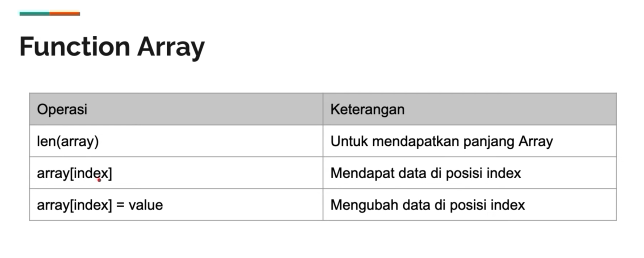 Function Array
Operasi Keterangan
len(array) Untuk mendapatkan panjang Array
array[index] Mendapat data di posisi index
array[index] = value Mengubah data di posisi index